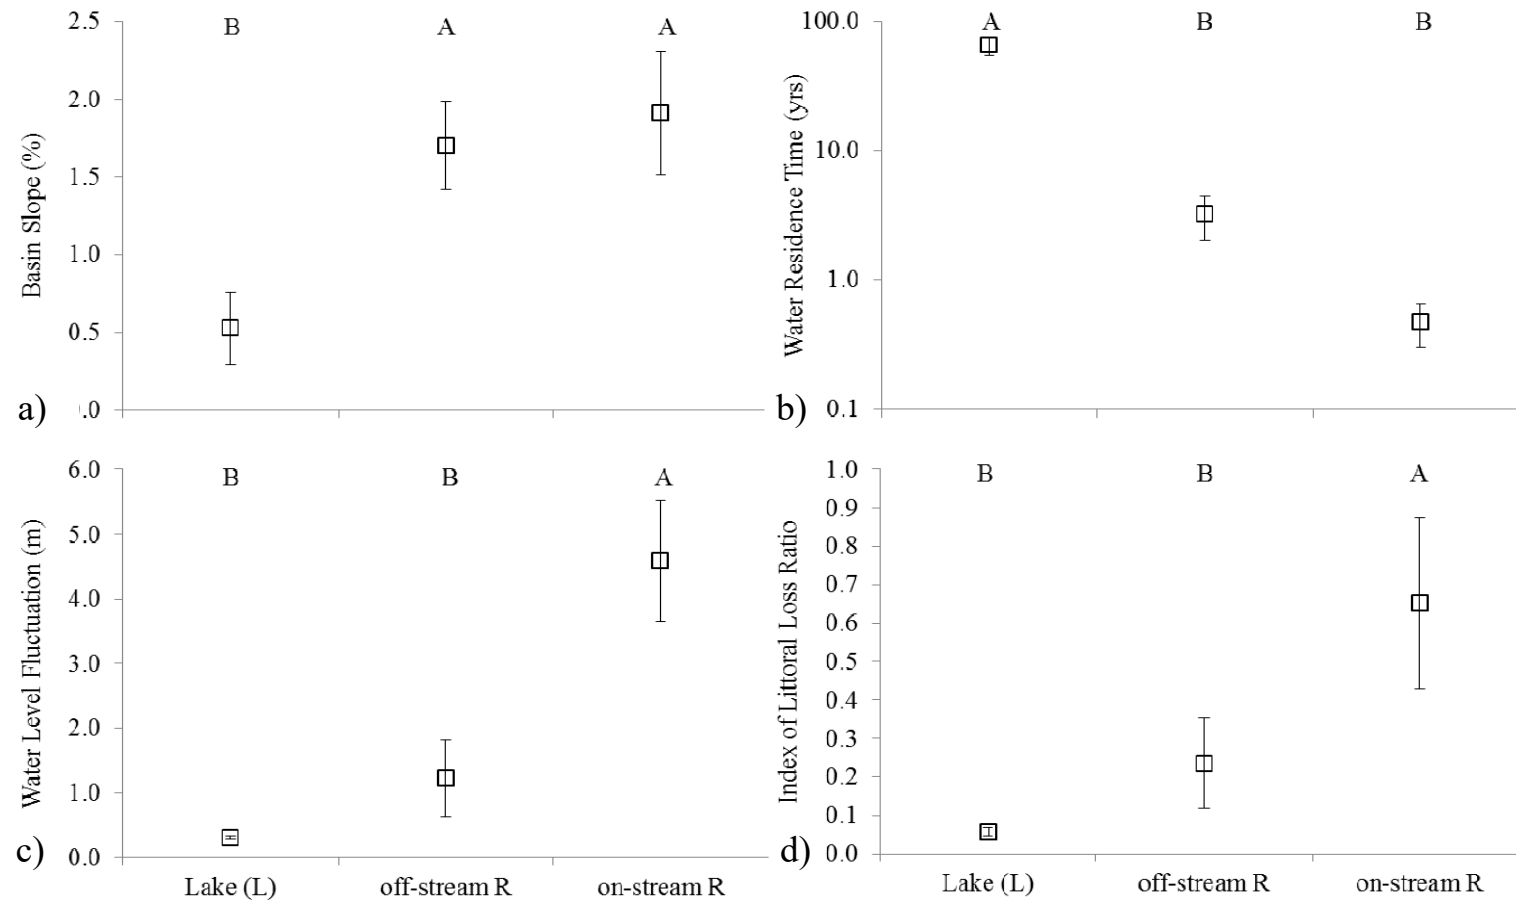 2.5
2.0
1.5
1.0
0.5
.0
Basin Slope (%)
B A A
a)
100.0
10.0
1.0
0.1
Water Residence Time (yrs)
A B B
b)
6.0
5.0
4.0
3.0
2.0
1.0
0.0
Water Level Fluctuation (m)
B B A
c)
Lake (L) off-stream R on-stream R
1.0
0.9
0.8
0.7
0.6
0.5
0.4
0.3
0.2
0.1
0.0
Index of Littoral Loss Ratio
B B A
d)
Lake (L) off-stream R on-stream R